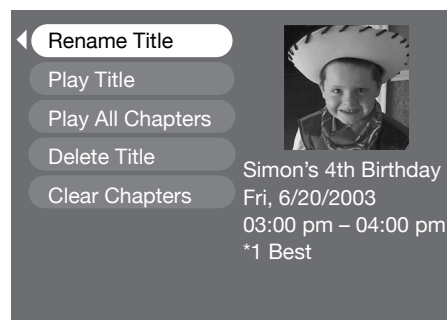 Rename Title
Play Title
Play All Chapters
Delete Title
Clear Chapters
Simon's 4th Birthday
Fri, 6/20/2003
03:00 pm – 04:00 pm
*1 Best